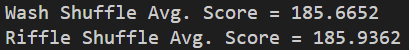 Wash Shuffle Avg. Score = 185.6652
Riffle Shuffle Avg. Score = 185.9362